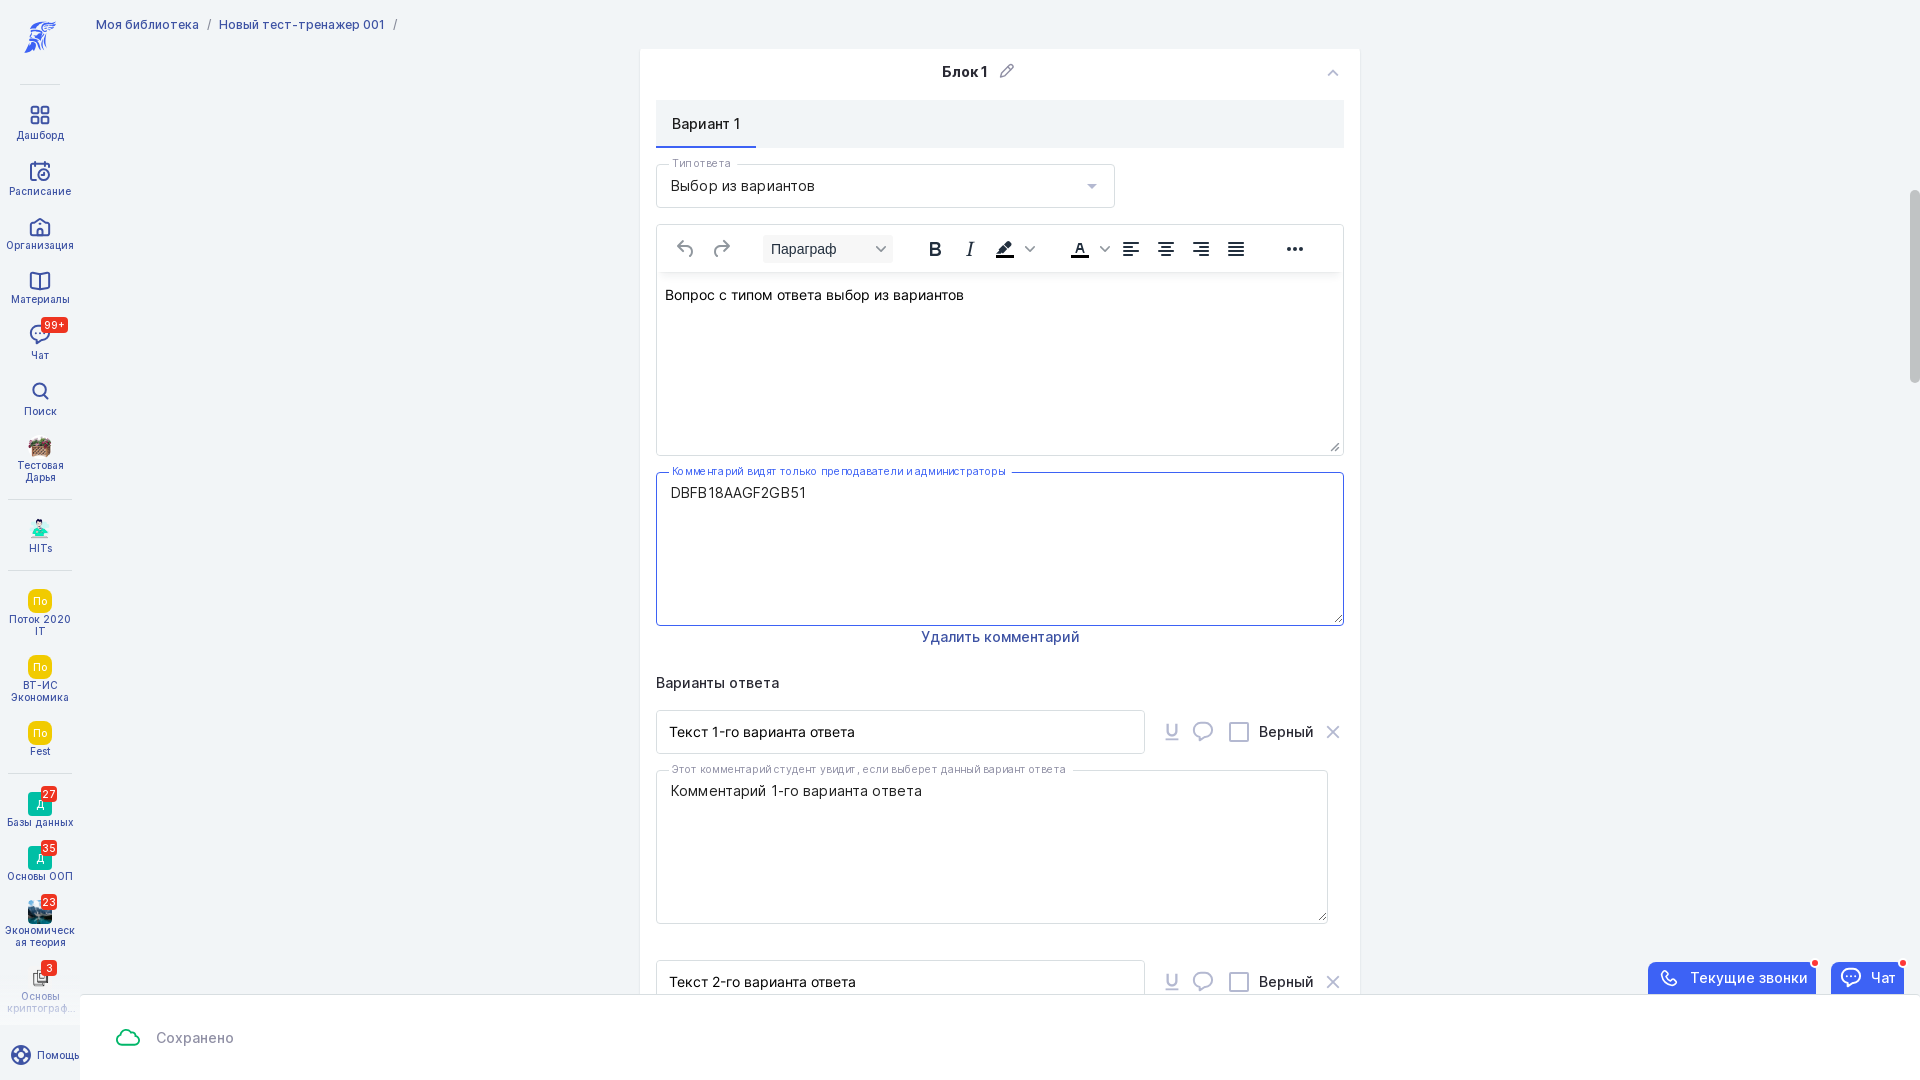 Моя библиотека / Новый тест-тренажер 001 /
Дашборд
Расписание
Организация
Материалы
99+
Чат
Поиск
Тестовая
Дарья
HITs
По
Поток 2020
IT
По
ВТ-ИС
Экономика
По
Fest
27
Д
Базы данных
35
Д
Основы ООП
23
Экономическ
ая теория
3
Основы
криптограф...
Помощь
Блок 1
Вариант 1
Тип ответа
Выбор из вариантов
Параграф
B I A
Вопрос с типом ответа выбор из вариантов
Комментарий видят только преподаватели и администраторы
DBFB18AAGF2GB51
Удалить комментарий
Варианты ответа
Текст 1-го варианта ответа
Верный
Этот комментарий студент увидит, если выберет данный вариант ответа
Комментарий 1-го варианта ответа
Текст 2-го варианта ответа
Верный
Текущие звонки
Чат
Сохранено